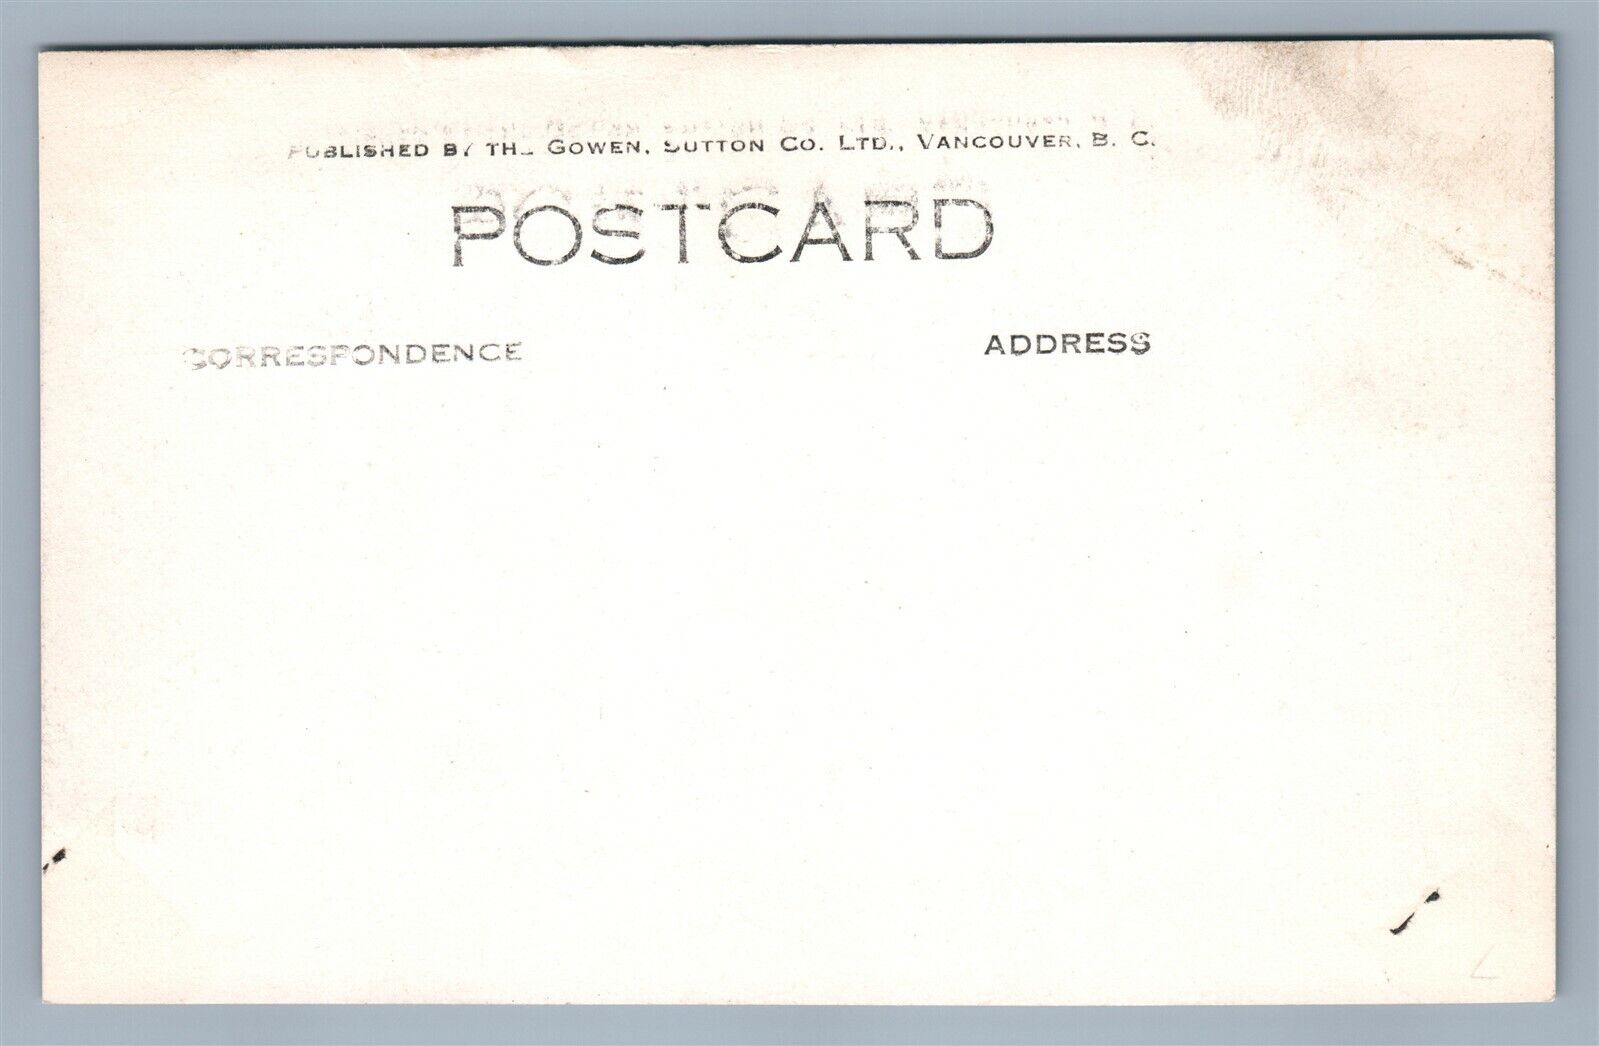 PUBLISHED BY THE GOWEN, SUTTON CO. LTD., VANCOUVER, B. C.
POSTCARD
CORRESPONDENCE
ADDRESS